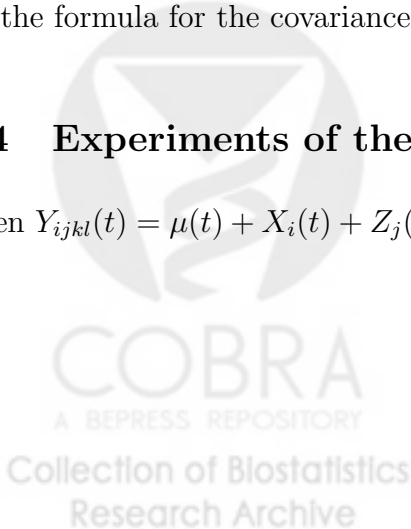 the formula for the covariance
4 Experiments of the
en $Y_{ijkl}(t) = \mu(t) + X_i(t) + Z_j($
COBRA
A BEPRESS REPOSITORY
Collection of Biostatistics
Research Archive